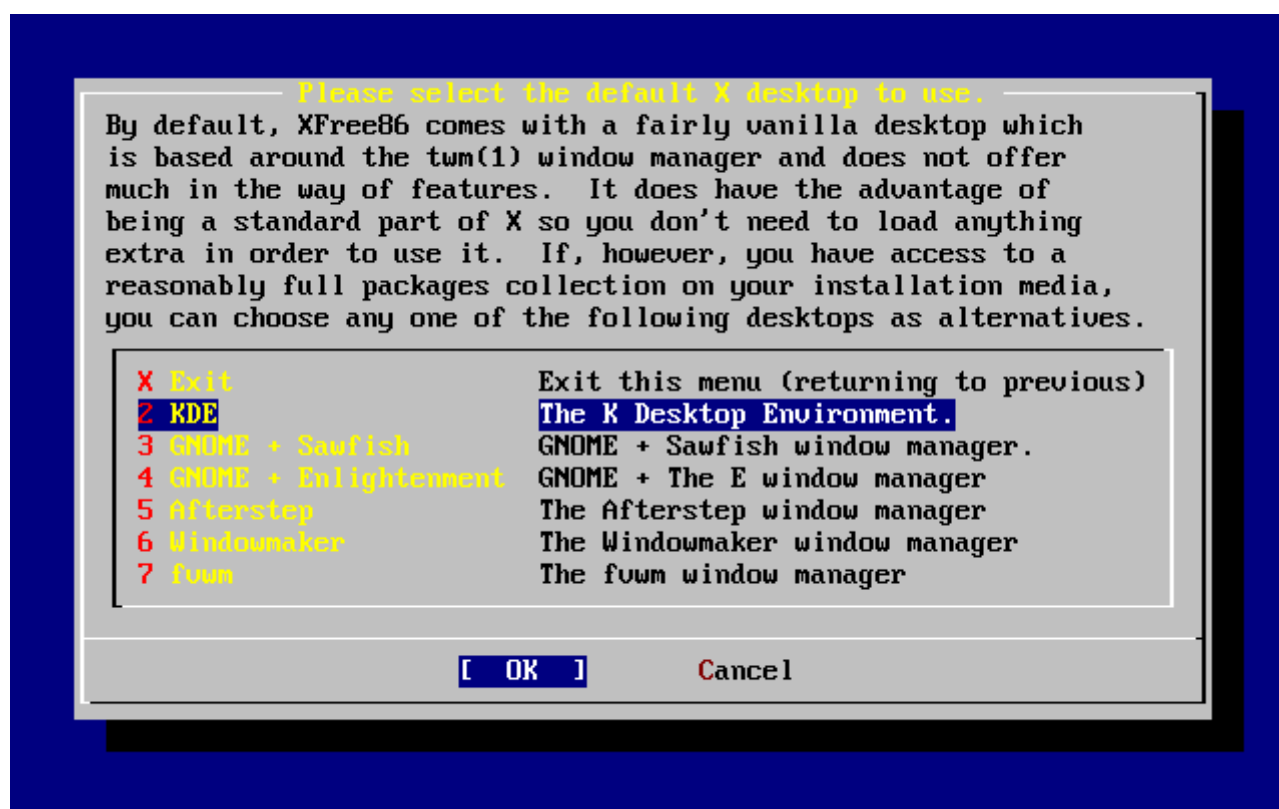 Please select the default X desktop to use.
By default, XFree86 comes with a fairly vanilla desktop which
is based around the twm(1) window manager and does not offer
much in the way of features.  It does have the advantage of
being a standard part of X so you don't need to load anything
extra in order to use it.  If, however, you have access to a
reasonably full packages collection on your installation media,
you can choose any one of the following desktops as alternatives.
X Exit Exit this menu (returning to previous)
2 KDE The K Desktop Environment.
3 GNOME + Sawfish GNOME + Sawfish window manager.
4 GNOME + Enlightenment GNOME + The E window manager
5 Afterstep The Afterstep window manager
6 Windowmaker The Windowmaker window manager
7 fvwm The fvwm window manager
[ OK ] Cancel